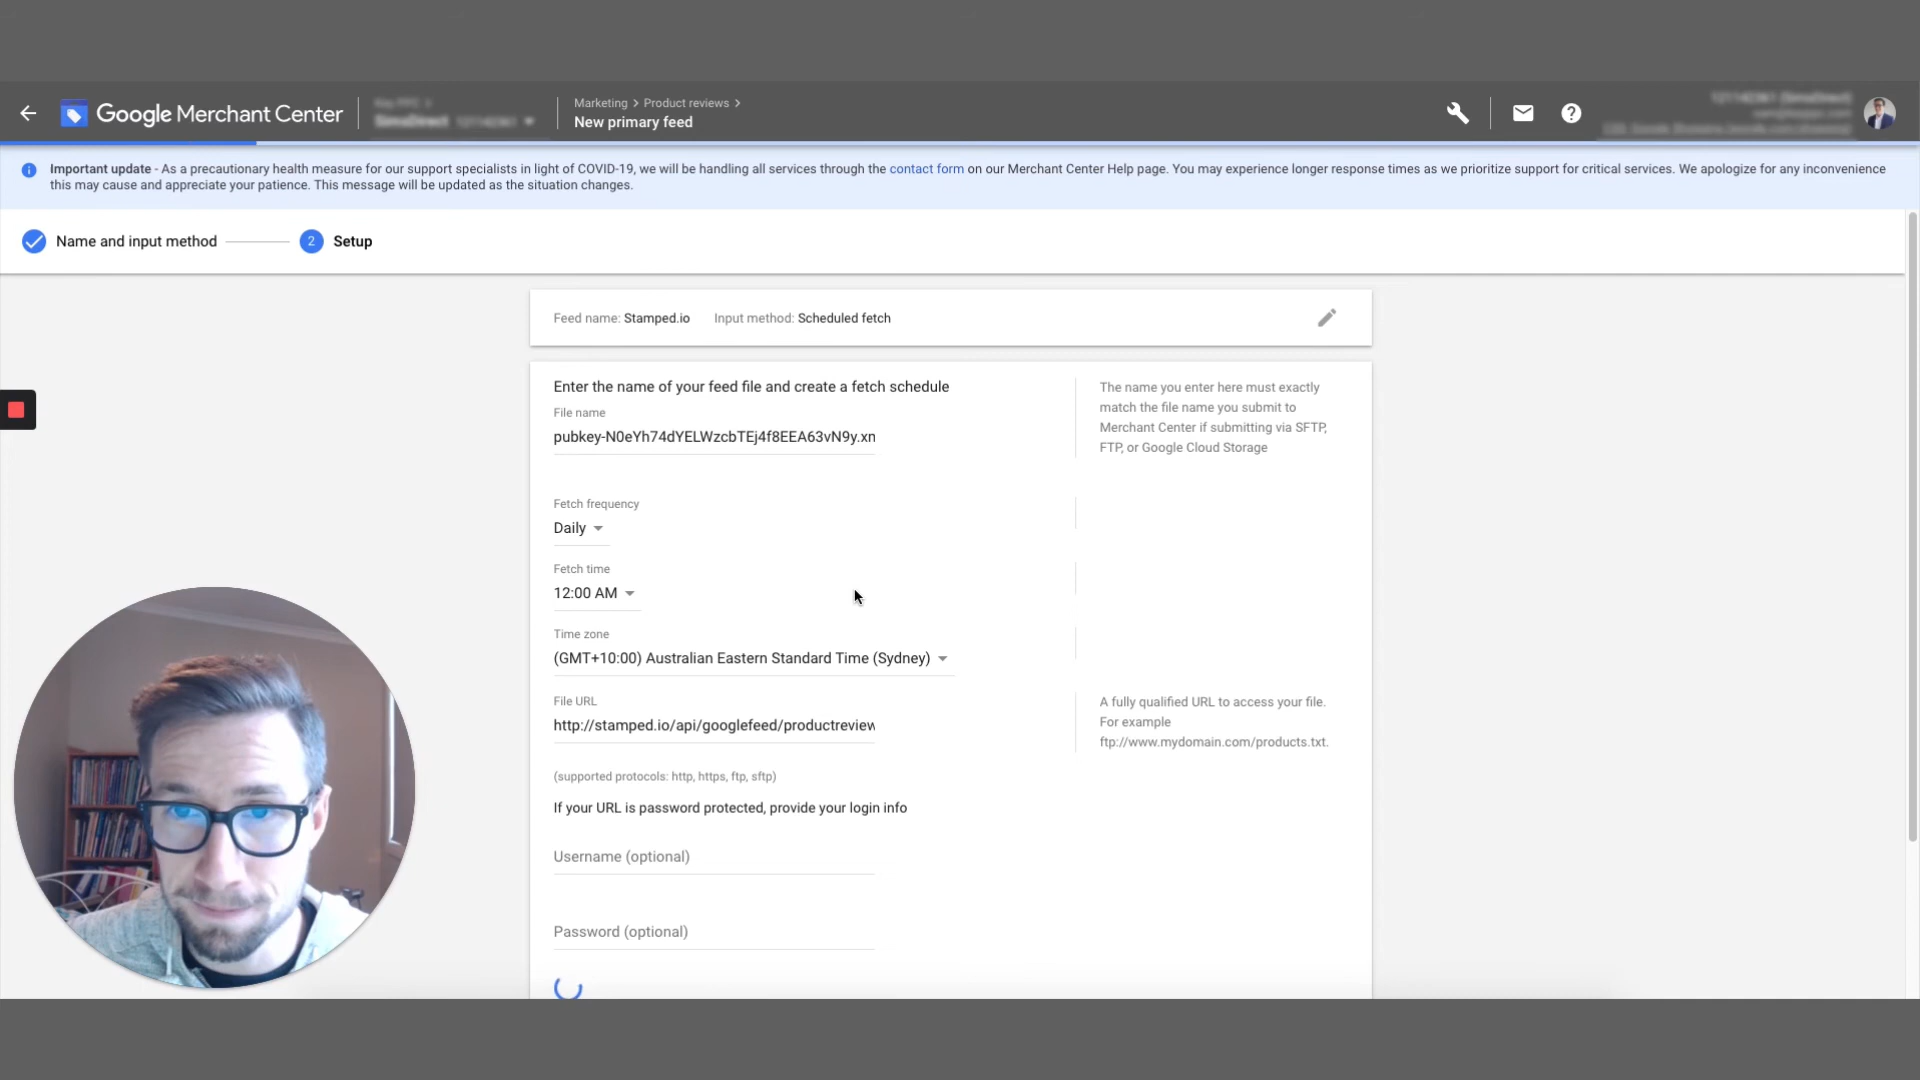 Google Merchant Center
Marketing > Product reviews >
New primary feed
Important update - As a precautionary health measure for our support specialists in light of COVID-19, we will be handling all services through the contact form on our Merchant Center Help page. You may experience longer response times as we prioritize support for critical services. We apologize for any inconvenience
this may cause and appreciate your patience. This message will be updated as the situation changes.
Name and input method
2 Setup
Feed name: Stamped.io Input method: Scheduled fetch
Enter the name of your feed file and create a fetch schedule
File name
pubkey-N0eYh74dYELWzcbTEj4f8EEA63vN9y.xn
The name you enter here must exactly
match the file name you submit to
Merchant Center if submitting via SFTP,
FTP, or Google Cloud Storage
Fetch frequency
Daily
Fetch time
12:00 AM
Time zone
(GMT+10:00) Australian Eastern Standard Time (Sydney)
File URL
http://stamped.io/api/googlefeed/productreview
A fully qualified URL to access your file.
For example
ftp://www.mydomain.com/products.txt.
(supported protocols: http, https, ftp, sftp)
If your URL is password protected, provide your login info
Username (optional)
Password (optional)